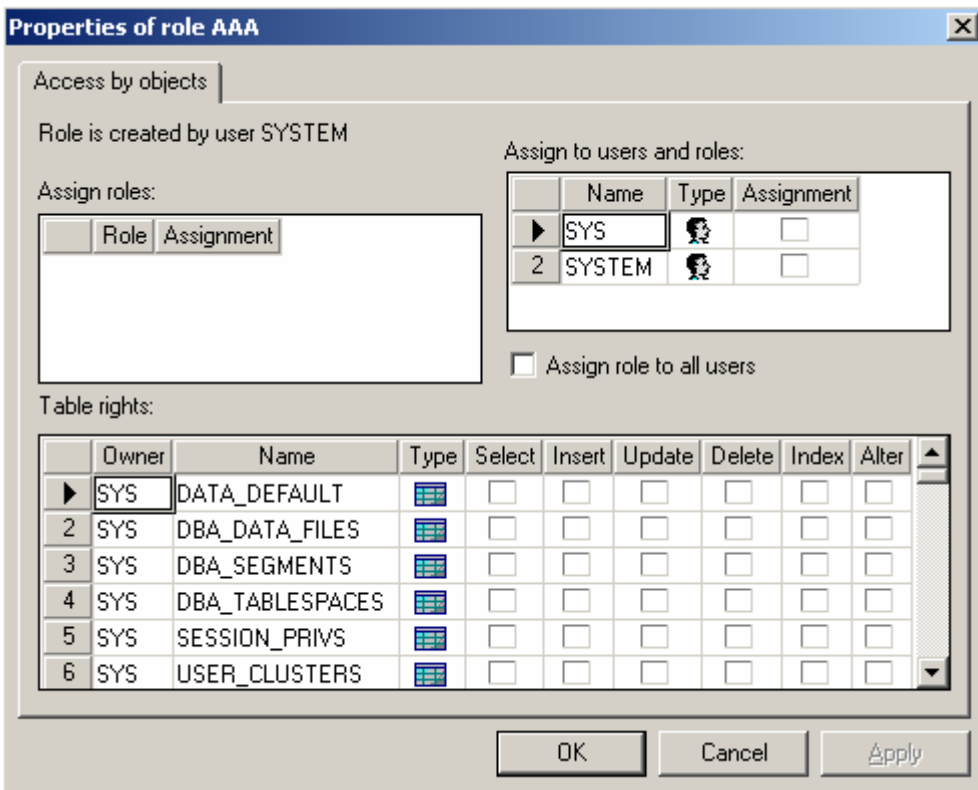 Properties of role AAA
Access by objects
Role is created by user SYSTEM
Assign roles:
Role Assignment
Assign to users and roles:
Name Type Assignment
SYS
2 SYSTEM
Assign role to all users
Table rights:
Owner Name Type Select Insert Update Delete Index Alter
SYS DATA_DEFAULT
2 SYS DBA_DATA_FILES
3 SYS DBA_SEGMENTS
4 SYS DBA_TABLESPACES
5 SYS SESSION_PRIVS
6 SYS USER_CLUSTERS
OK Cancel Apply